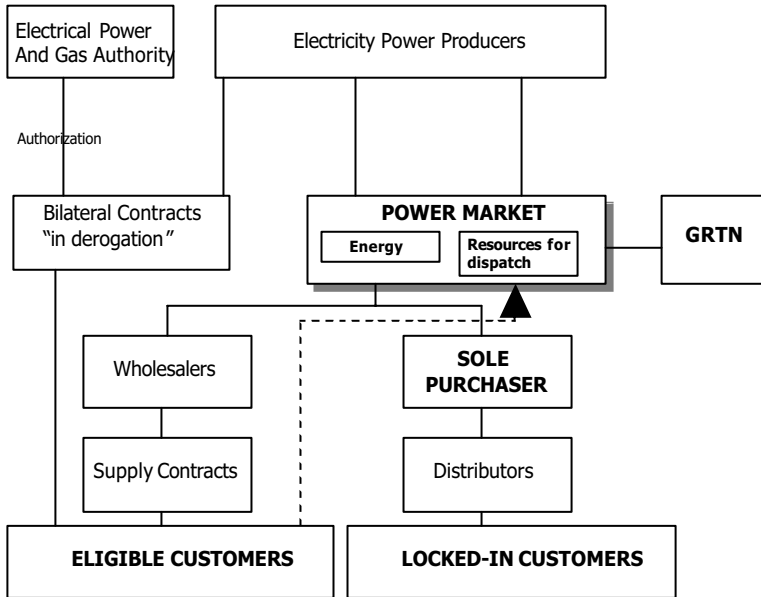 Electrical Power
And Gas Authority
Electricity Power Producers
Authorization
Bilateral Contracts
“in derogation”
POWER MARKET
Energy
Resources for
dispatch
GRTN
Wholesalers
SOLE
PURCHASER
Supply Contracts
Distributors
ELIGIBLE CUSTOMERS
LOCKED-IN CUSTOMERS